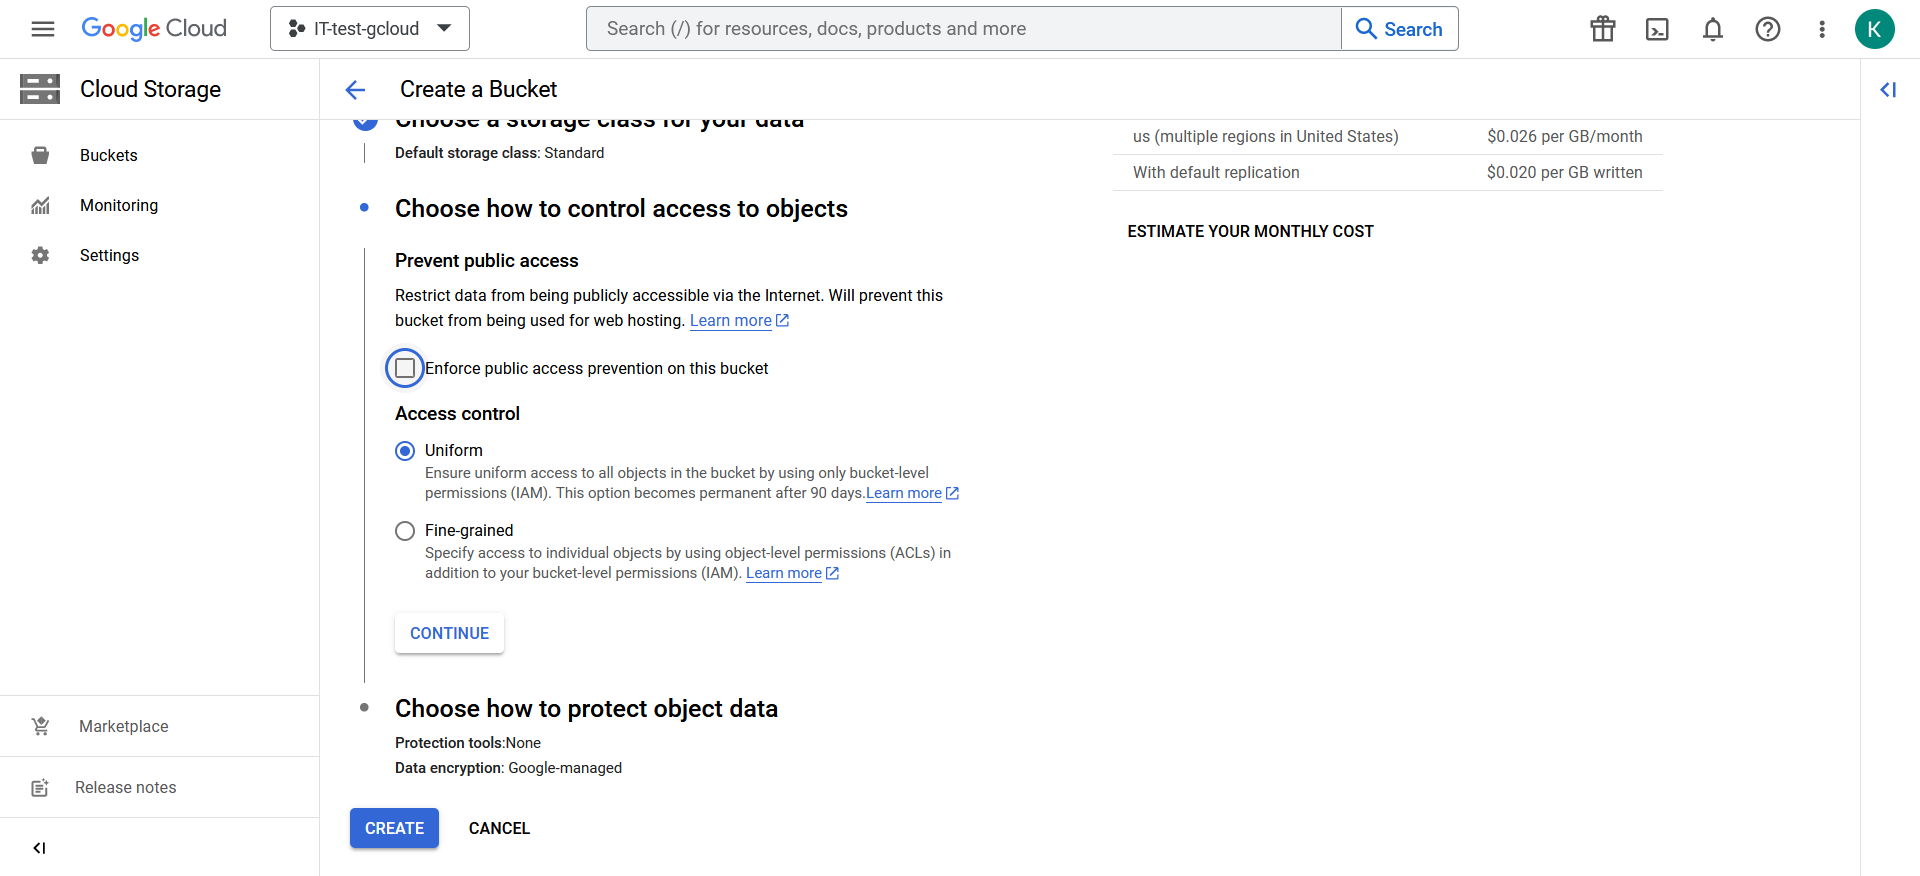 Google Cloud
IT-test-gcloud
Search (/) for resources, docs, products and more
Search
K
Cloud Storage
Create a Bucket
Buckets
Monitoring
Settings
Marketplace
Release notes
Choose a storage class for your data
Default storage class: Standard
Choose how to control access to objects
Prevent public access
Restrict data from being publicly accessible via the Internet. Will prevent this
bucket from being used for web hosting. Learn more
Enforce public access prevention on this bucket
Access control
Uniform
Ensure uniform access to all objects in the bucket by using only bucket-level
permissions (IAM). This option becomes permanent after 90 days.Learn more
Fine-grained
Specify access to individual objects by using object-level permissions (ACLs) in
addition to your bucket-level permissions (IAM). Learn more
CONTINUE
Choose how to protect object data
Protection tools:None
Data encryption: Google-managed
CREATE CANCEL
us (multiple regions in United States) $0.026 per GB/month
With default replication $0.020 per GB written
ESTIMATE YOUR MONTHLY COST